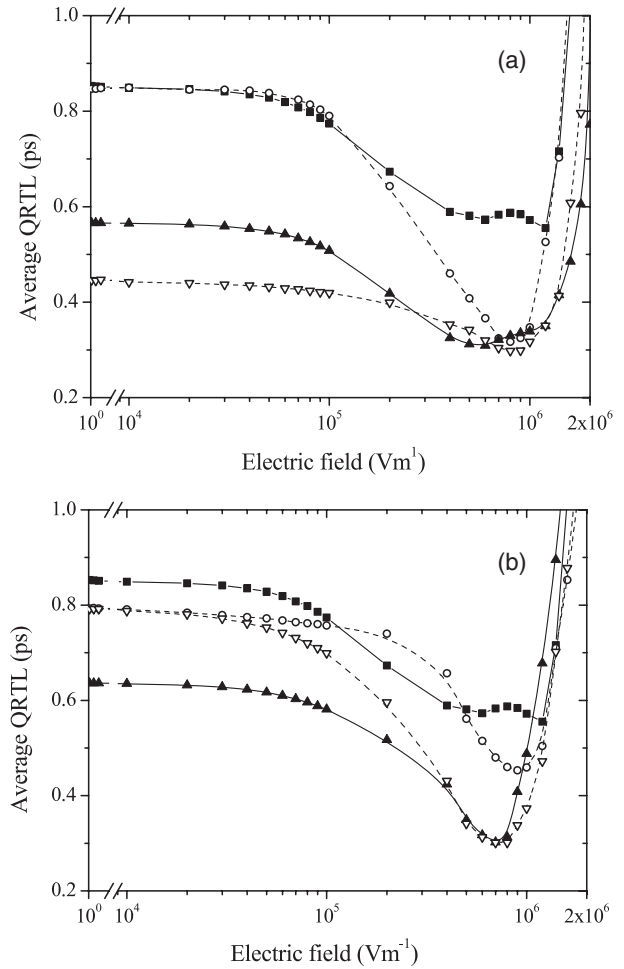 1.0
(a)
0.8
0.6
0.4
0.2
Average QRTL (ps)
10⁰ 10⁴ 10⁵ 10⁶ 2x10⁶
Electric field (Vm¹)
1.0
(b)
0.8
0.6
0.4
0.2
Average QRTL (ps)
10⁰ 10⁴ 10⁵ 10⁶ 2x10⁶
Electric field (Vm⁻¹)